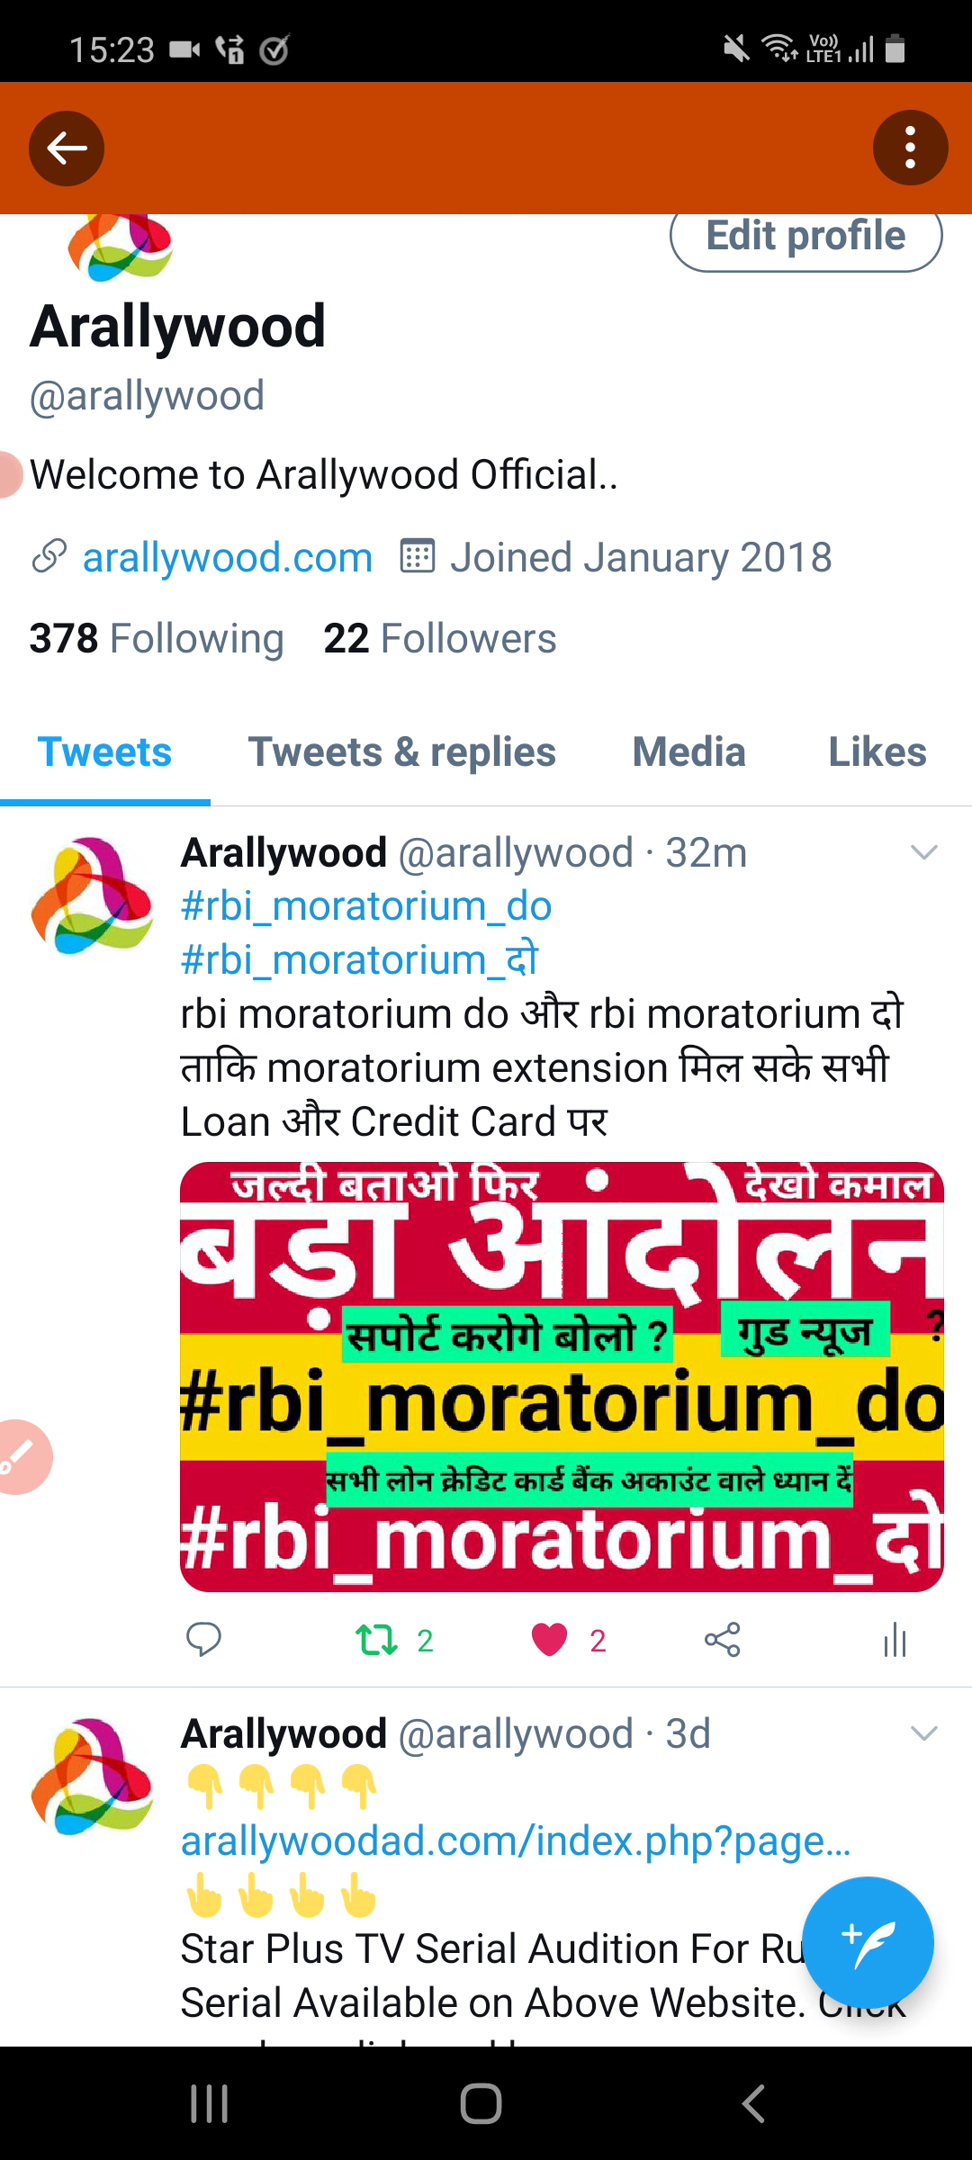 15:23
Vo))
LTE1
Edit profile
Arallywood
@arallywood
Welcome to Arallywood Official..
arallywood.com Joined January 2018
378 Following 22 Followers
Tweets Tweets & replies Media Likes
Arallywood @arallywood · 32m
#rbi_moratorium_do
#rbi_moratorium_दो
rbi moratorium do और rbi moratorium दो
ताकि moratorium extension मिल सके सभी
Loan और Credit Card पर
जल्दी बताओ फिर देखो कमाल
बड़ा आंदोलन
सपोर्ट करोगे बोलो ? गुड न्यूज ?
#rbi_moratorium_do
सभी लोन क्रेडिट कार्ड बैंक अकाउंट वाले ध्यान दें
#rbi_moratorium_दो
2 2
Arallywood @arallywood · 3d
👇👇👇👇
arallywoodad.com/index.php?page...
👆👆👆👆
Star Plus TV Serial Audition For Ru
Serial Available on Above Website. Click